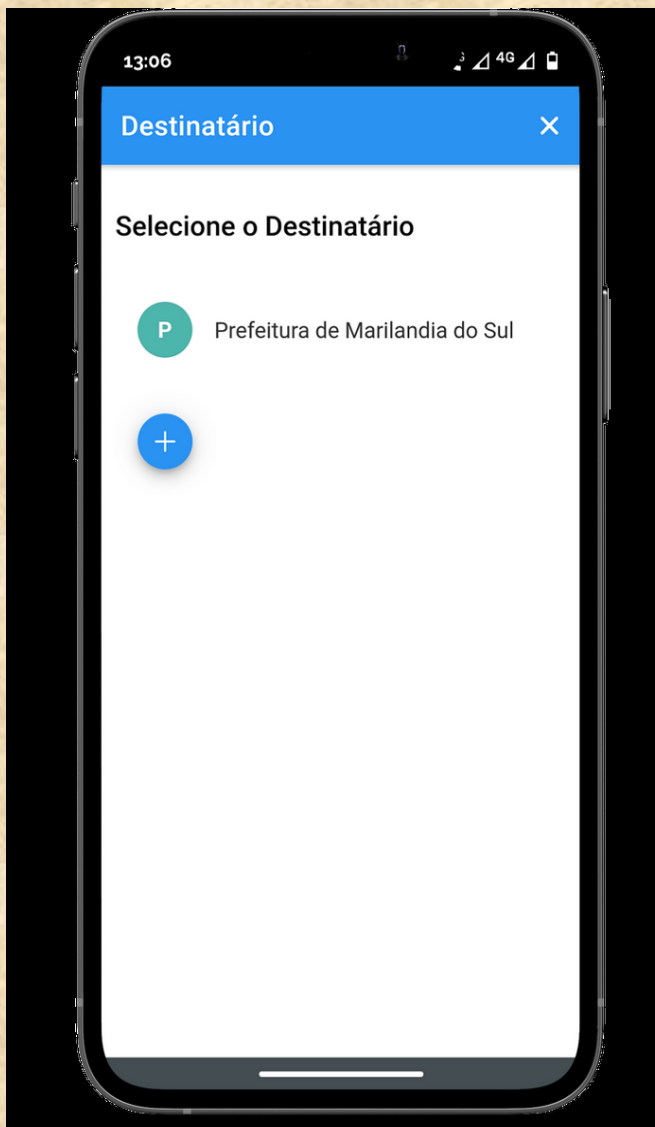 13:06
4G
Destinatário
Selecione o Destinatário
P
Prefeitura de Marilandia do Sul